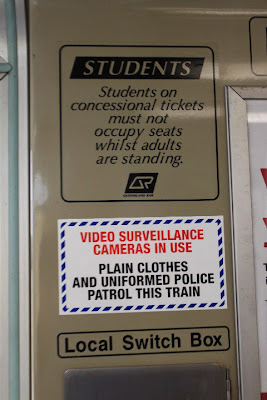 STUDENTS
Students on
concessional tickets
must not
occupy seats
whilst adults
are standing.
VIDEO SURVEILLANCE
CAMERAS IN USE
PLAIN CLOTHES
AND UNIFORMED POLICE
PATROL THIS TRAIN
Local Switch Box